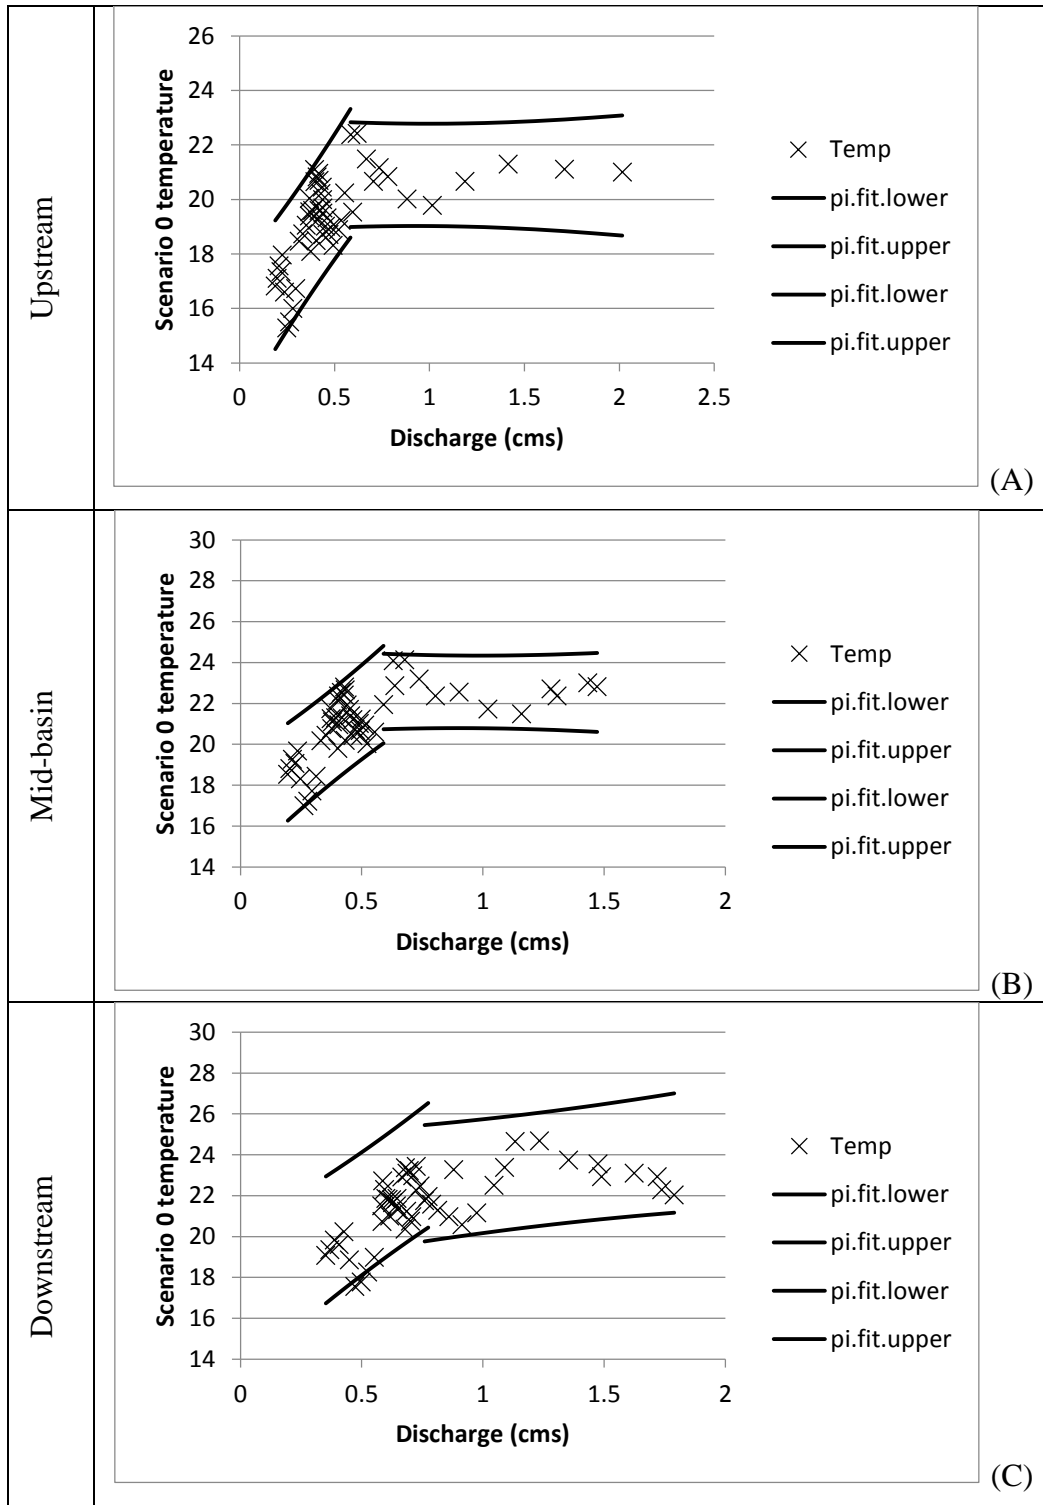 Upstream
26
24
22
20
18
16
14
Scenario 0 temperature
0
0.5
1
1.5
2
2.5
Discharge (cms)
Temp
pi.fit.lower
pi.fit.upper
pi.fit.lower
pi.fit.upper
(A)
Mid-basin
30
28
26
24
22
20
18
16
14
Scenario 0 temperature
0
0.5
1
1.5
2
Discharge (cms)
Temp
pi.fit.lower
pi.fit.upper
pi.fit.lower
pi.fit.upper
(B)
Downstream
30
28
26
24
22
20
18
16
14
Scenario 0 temperature
0
0.5
1
1.5
2
Discharge (cms)
Temp
pi.fit.lower
pi.fit.upper
pi.fit.lower
pi.fit.upper
(C)